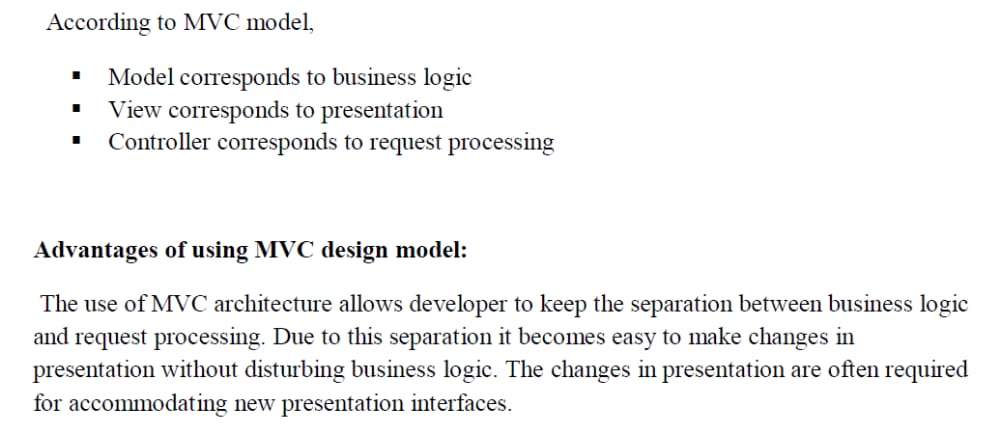 According to MVC model,
▪ Model corresponds to business logic
▪ View corresponds to presentation
▪ Controller corresponds to request processing
Advantages of using MVC design model:
The use of MVC architecture allows developer to keep the separation between business logic
and request processing. Due to this separation it becomes easy to make changes in
presentation without disturbing business logic. The changes in presentation are often required
for accommodating new presentation interfaces.